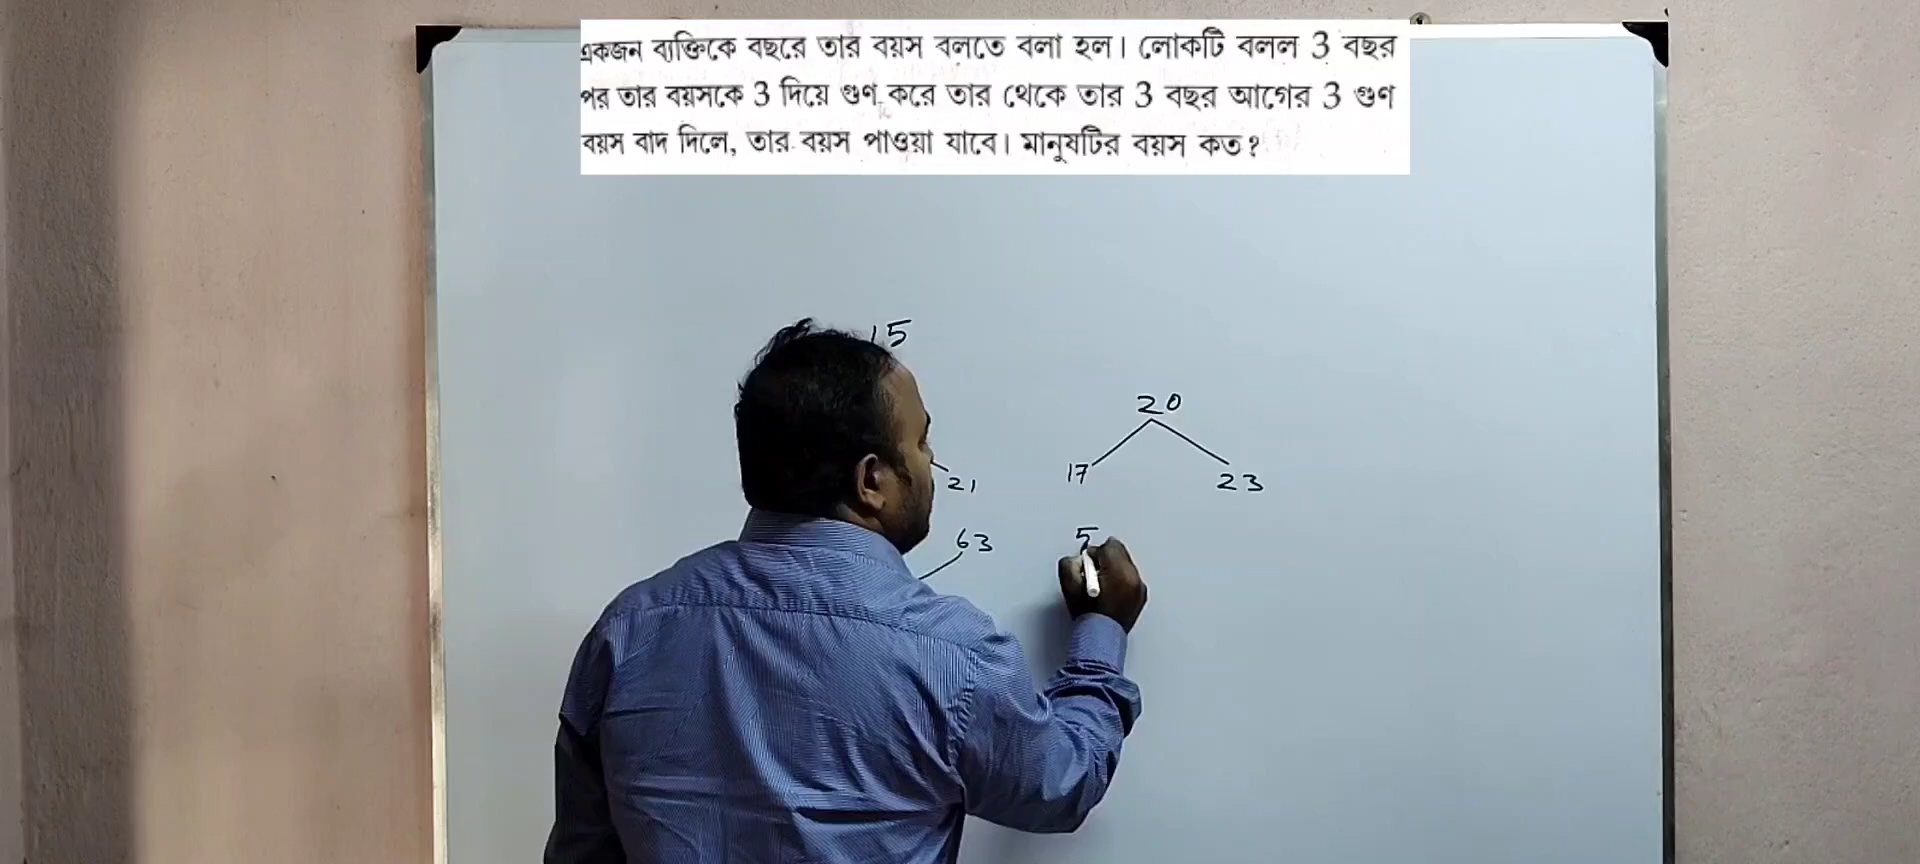 একজন ব্যক্তিকে বছরে তার বয়স বলতে বলা হল। লোকটি বলল 3 বছর
পর তার বয়সকে 3 দিয়ে গুণ করে তার থেকে তার 3 বছর আগের 3 গুণ
বয়স বাদ দিলে, তার বয়স পাওয়া যাবে। মানুষটির বয়স কত?
15
20
21
17
23
63
5